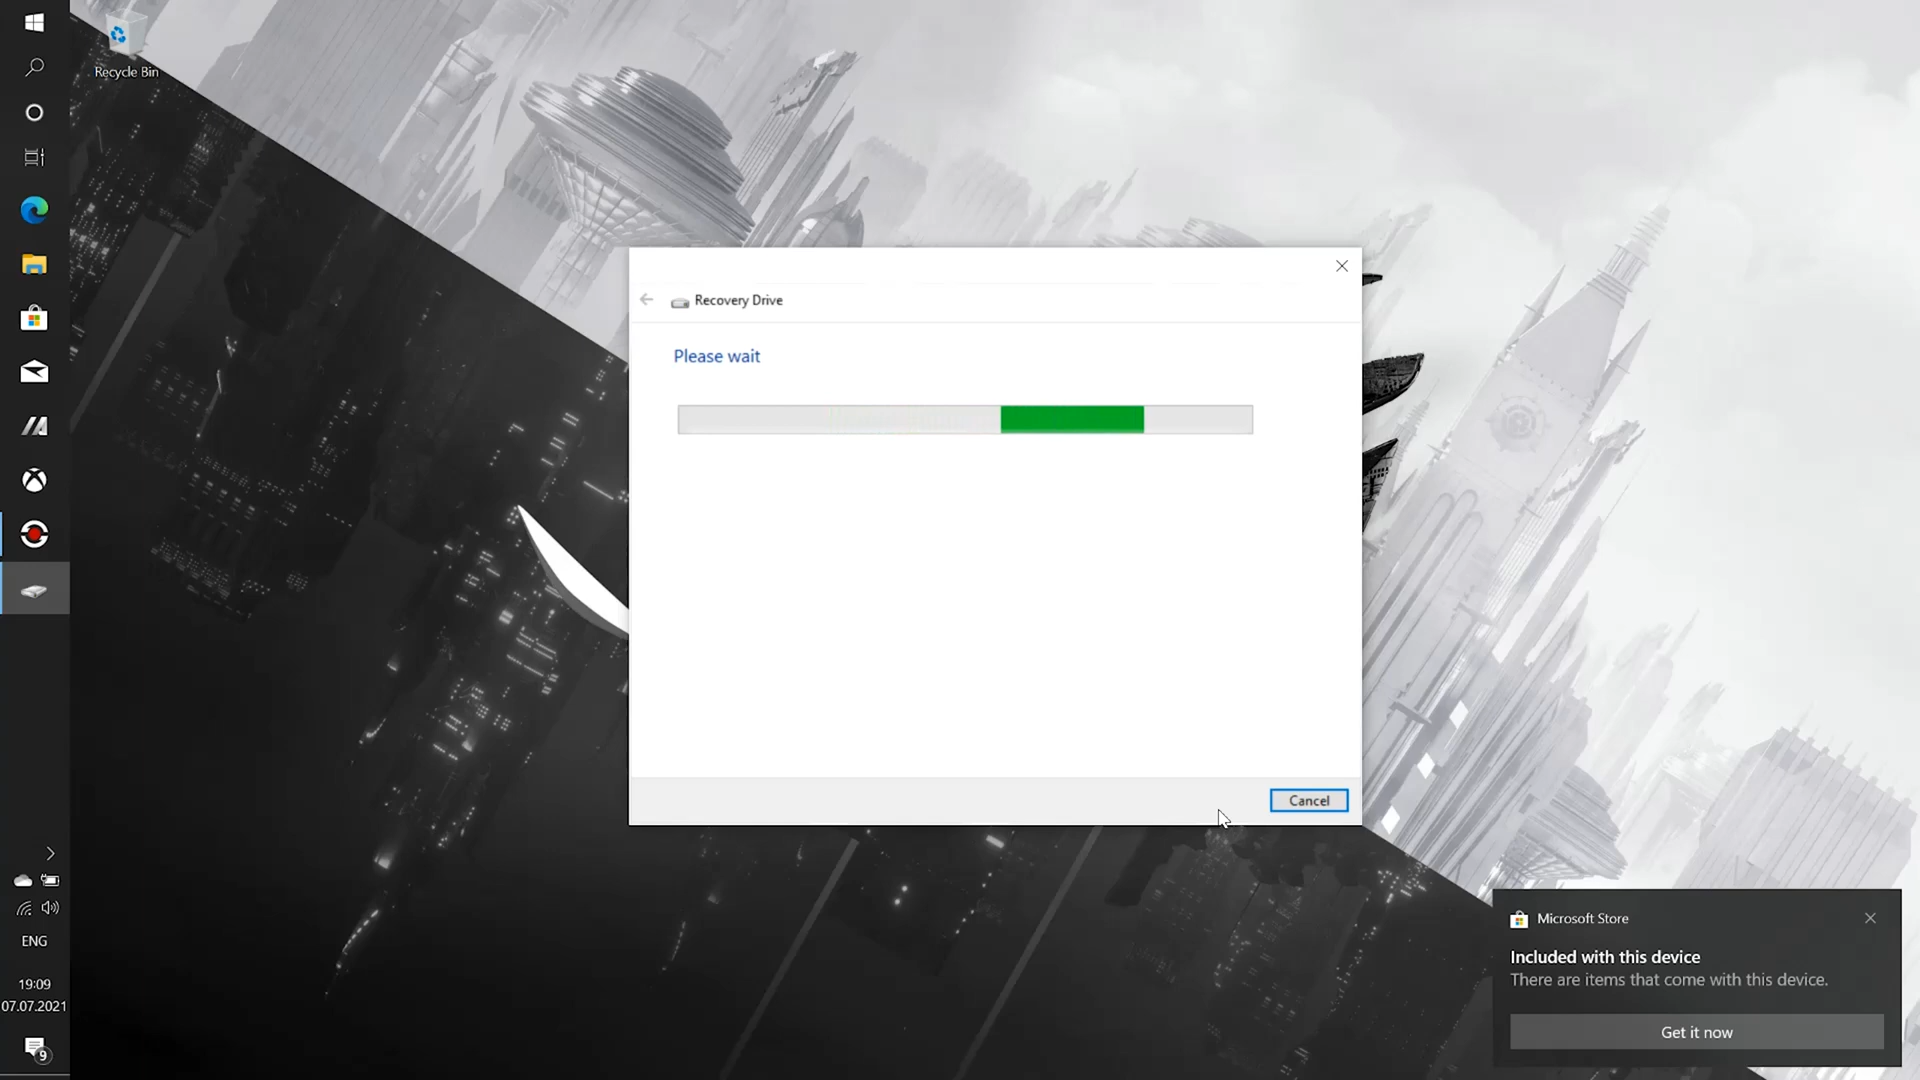 Recycle Bin
Recovery Drive
Please wait
Cancel
Microsoft Store
Included with this device
There are items that come with this device.
Get it now
ENG
19:09
07.07.2021
9